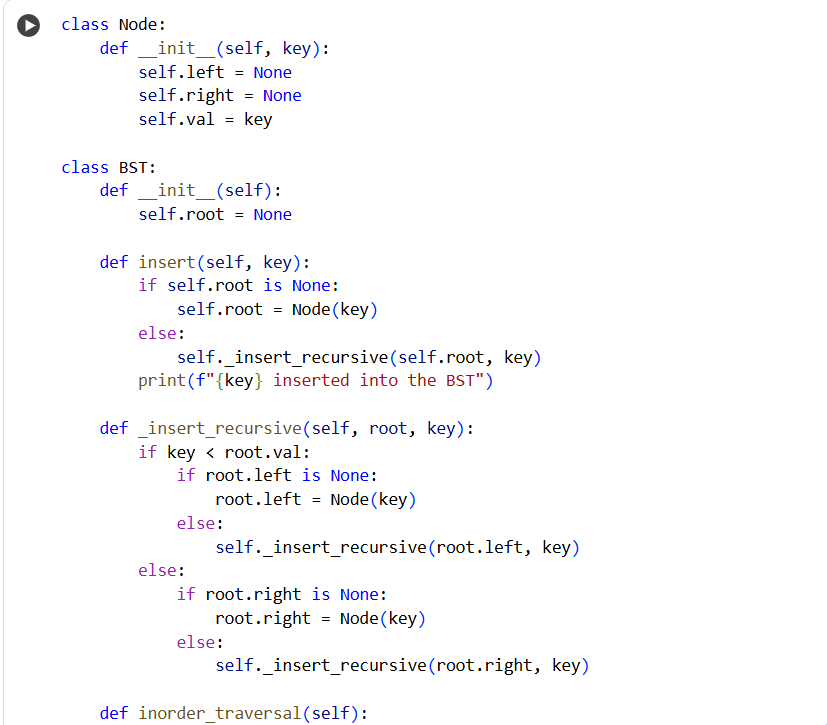 class Node:
    def __init__(self, key):
        self.left = None
        self.right = None
        self.val = key

class BST:
    def __init__(self):
        self.root = None

    def insert(self, key):
        if self.root is None:
            self.root = Node(key)
        else:
            self._insert_recursive(self.root, key)
        print(f"{key} inserted into the BST")

    def _insert_recursive(self, root, key):
        if key < root.val:
            if root.left is None:
                root.left = Node(key)
            else:
                self._insert_recursive(root.left, key)
        else:
            if root.right is None:
                root.right = Node(key)
            else:
                self._insert_recursive(root.right, key)

    def inorder_traversal(self):